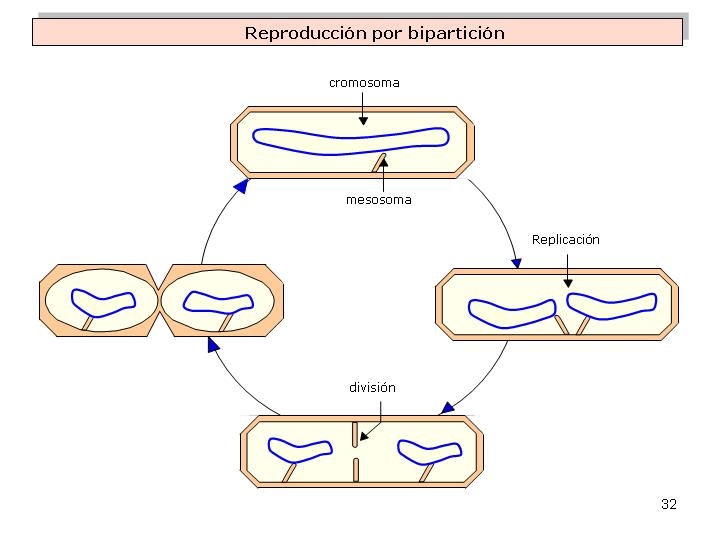 Reproducción por bipartición
cromosoma
mesosoma
Replicación
división
32